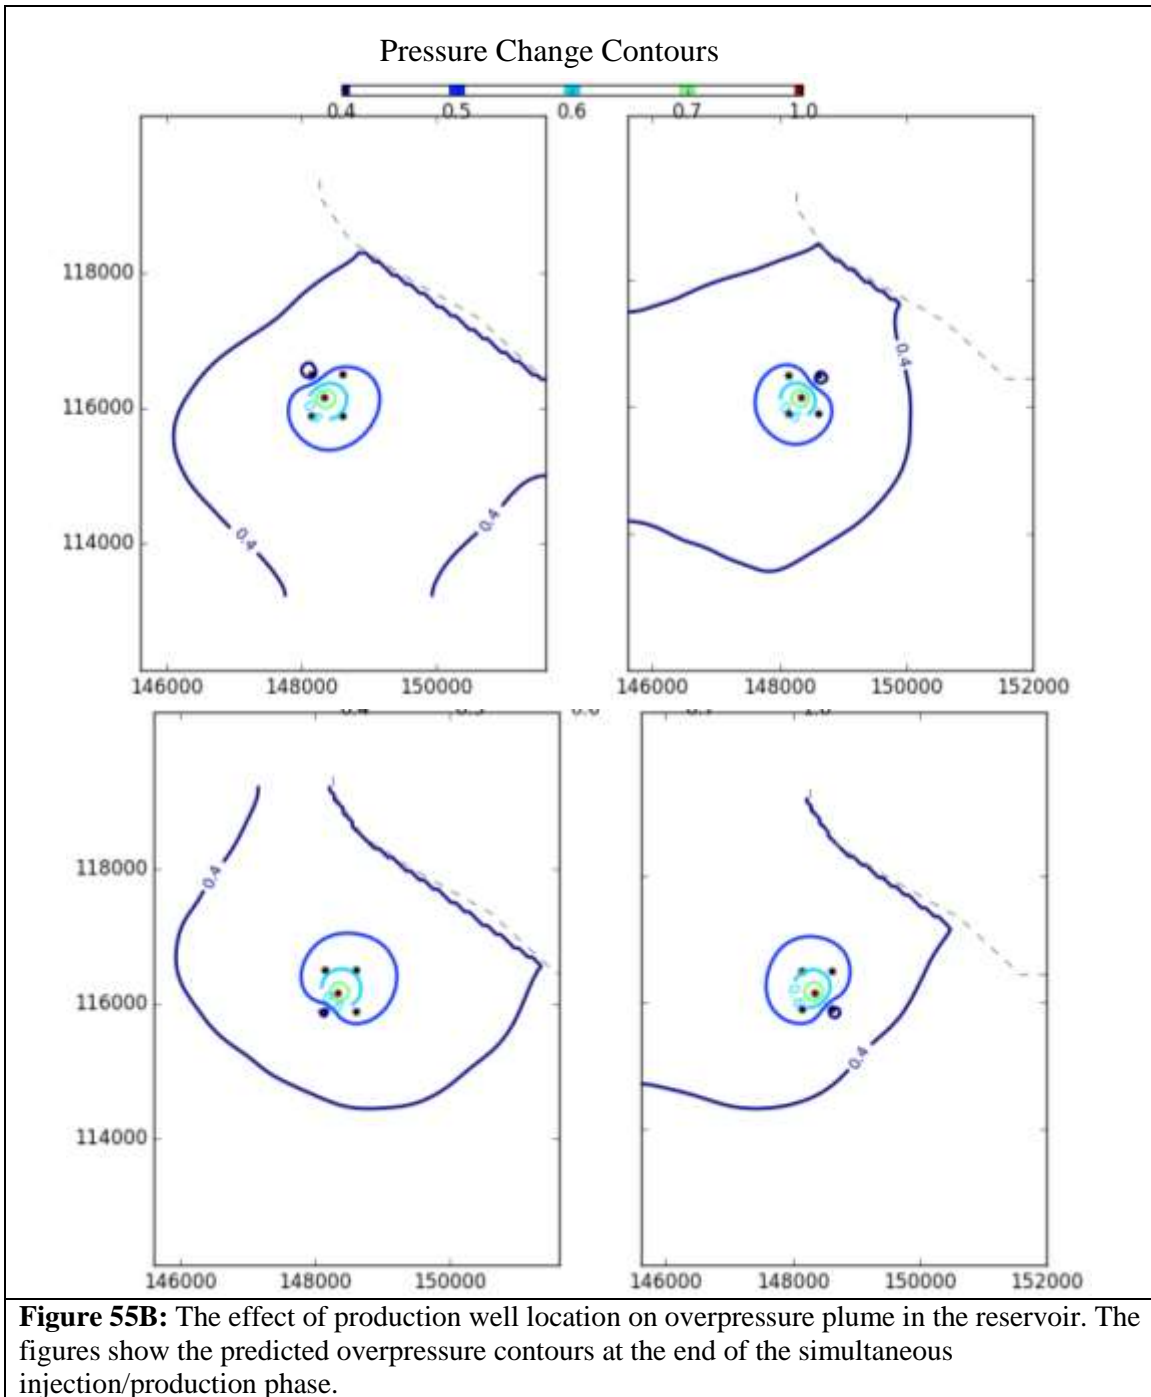 Pressure Change Contours
0.4 0.5 0.6 0.7 1.0
118000
116000
114000
0.4
0.4
0.4
146000 148000 150000
146000 148000 150000 152000
118000
116000
114000
0.4
0.4
146000 148000 150000
146000 148000 150000 152000
Figure 55B: The effect of production well location on overpressure plume in the reservoir. The
figures show the predicted overpressure contours at the end of the simultaneous
injection/production phase.